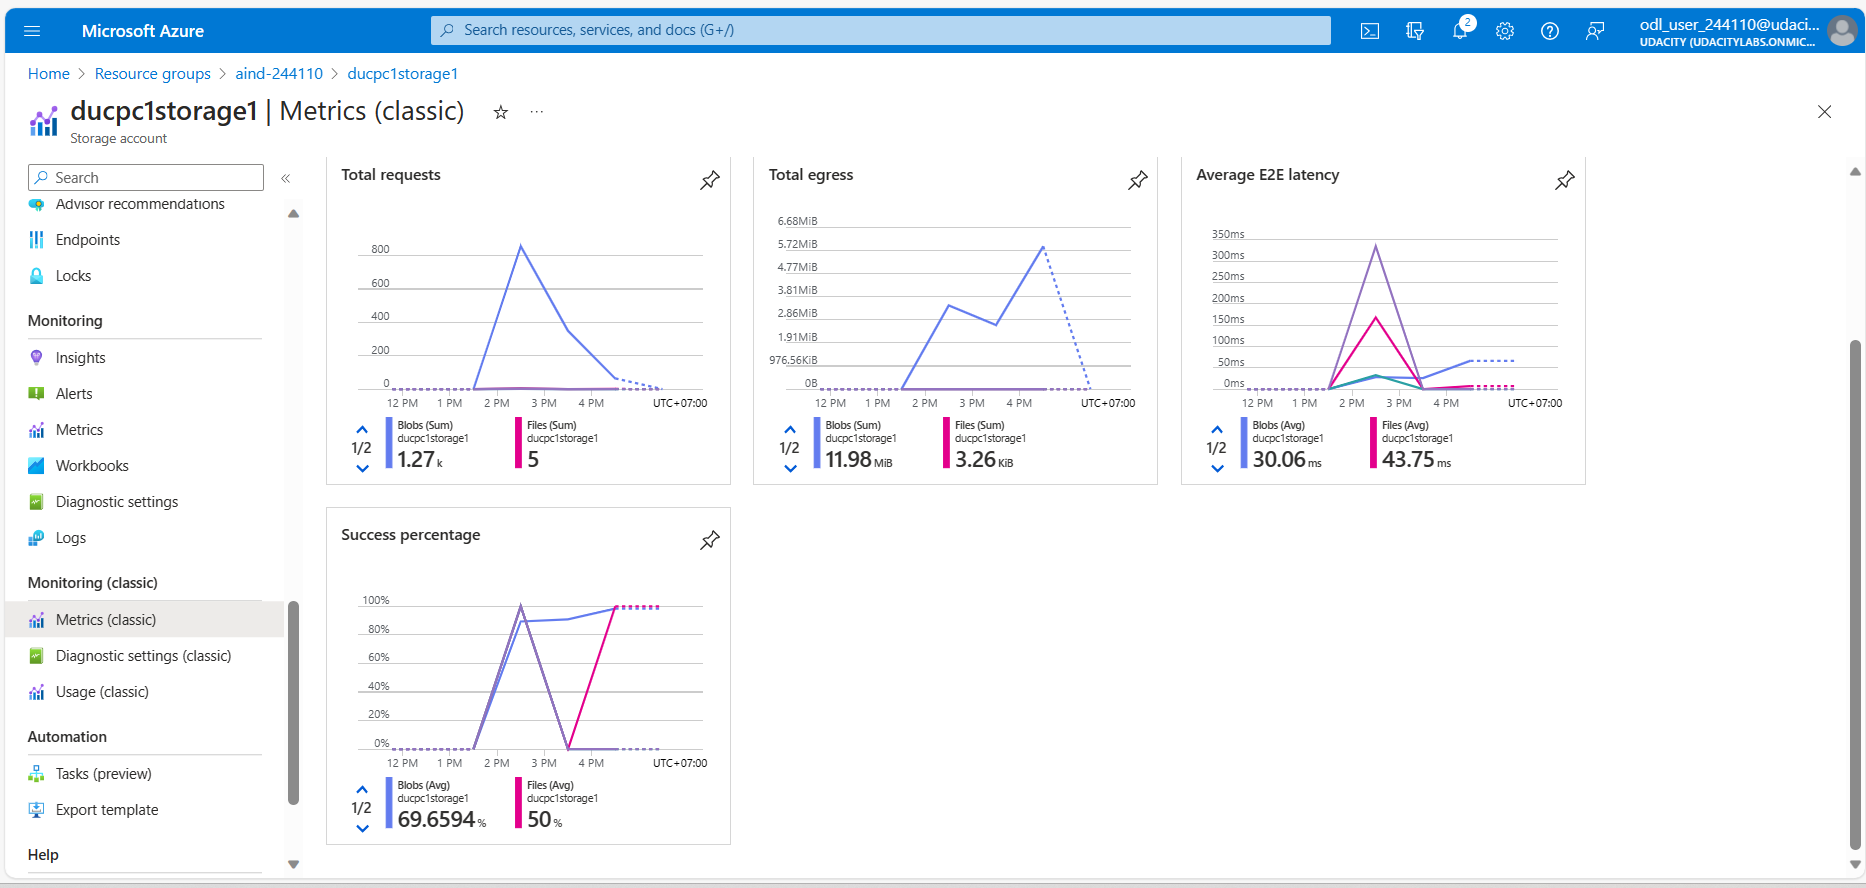 Microsoft Azure
Search resources, services, and docs (G+/)
2
odl_user_244110@udaci...
UDACITY (UDACITYLABS.ONMIC...
Home > Resource groups > aind-244110 > ducpc1storage1
ducpc1storage1 | Metrics (classic)
Storage account
Search
Advisor recommendations
Endpoints
Locks
Monitoring
Insights
Alerts
Metrics
Workbooks
Diagnostic settings
Logs
Monitoring (classic)
Metrics (classic)
Diagnostic settings (classic)
Usage (classic)
Automation
Tasks (preview)
Export template
Help
Total requests
800
600
400
200
0
12 PM 1 PM 2 PM 3 PM 4 PM UTC+07:00
1/2
Blobs (Sum)
ducpc1storage1
1.27 k
Files (Sum)
ducpc1storage1
5
Total egress
6.68MiB
5.72MiB
4.77MiB
3.81MiB
2.86MiB
1.91MiB
976.56KiB
0B
12 PM 1 PM 2 PM 3 PM 4 PM UTC+07:00
1/2
Blobs (Sum)
ducpc1storage1
11.98 MiB
Files (Sum)
ducpc1storage1
3.26 KiB
Average E2E latency
350ms
300ms
250ms
200ms
150ms
100ms
50ms
0ms
12 PM 1 PM 2 PM 3 PM 4 PM UTC+07:00
1/2
Blobs (Avg)
ducpc1storage1
30.06 ms
Files (Avg)
ducpc1storage1
43.75 ms
Success percentage
100%
80%
60%
40%
20%
0%
12 PM 1 PM 2 PM 3 PM 4 PM UTC+07:00
1/2
Blobs (Avg)
ducpc1storage1
69.6594 %
Files (Avg)
ducpc1storage1
50 %